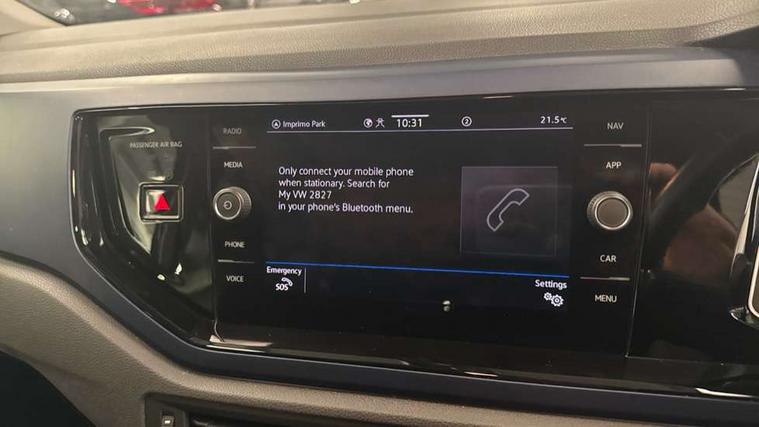 PASSENGER AIR BAG
RADIO
MEDIA
PHONE
VOICE
Imprimo Park
10:31
2
21.5°C
Only connect your mobile phone
when stationary. Search for
My VW 2827
in your phone's Bluetooth menu.
Emergency
SOS
Settings
NAV
APP
CAR
MENU